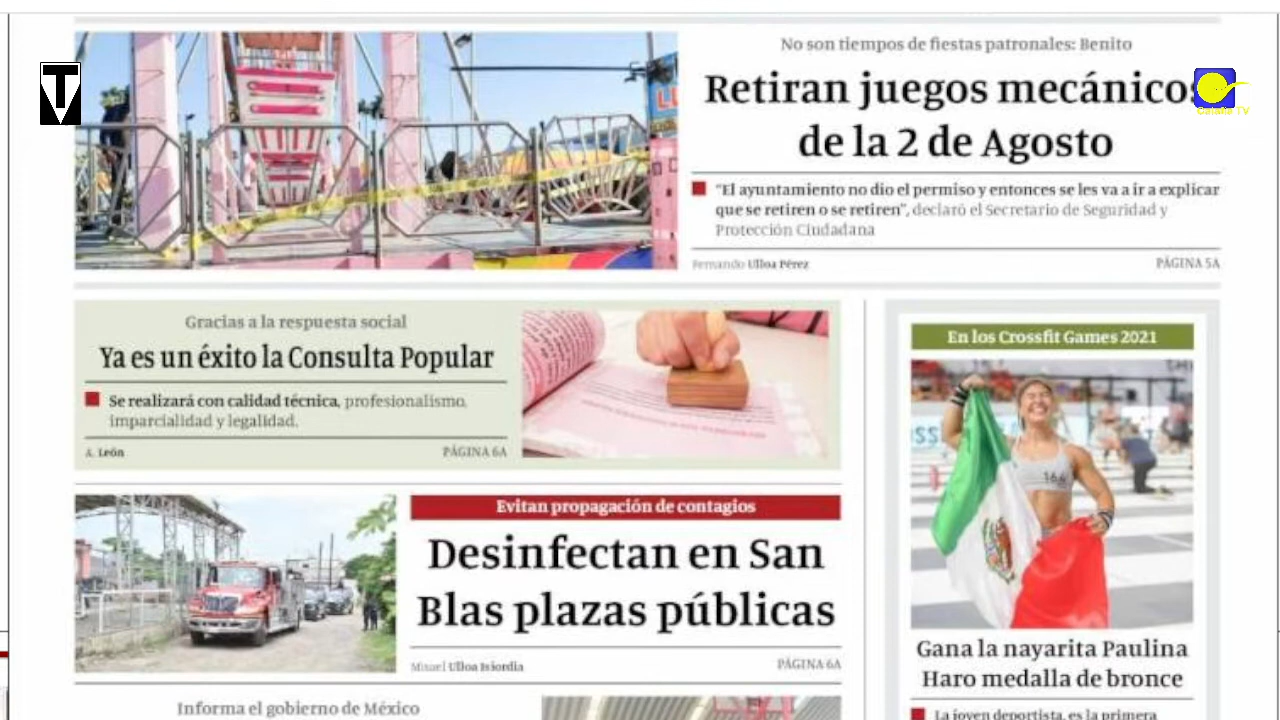 No son tiempos de fiestas patronales: Benito
Retiran juegos mecánicos
de la 2 de Agosto
"El ayuntamiento no dio el permiso y entonces se les va a ir a explicar
que se retiren o se retiren", declaró el Secretario de Seguridad y
Protección Ciudadana
Fernando Ulloa Pérez
PÁGINA 5A
Gracias a la respuesta social
Ya es un éxito la Consulta Popular
Se realizará con calidad técnica, profesionalismo,
imparcialidad y legalidad.
A. León
PÁGINA 6A
Evitan propagación de contagios
Desinfectan en San
Blas plazas públicas
Misael Ulloa Isiordia
PÁGINA 6A
Informa el gobierno de México
En los Crossfit Games 2021
166
Gana la nayarita Paulina
Haro medalla de bronce
La joven deportista, es la primera
TV